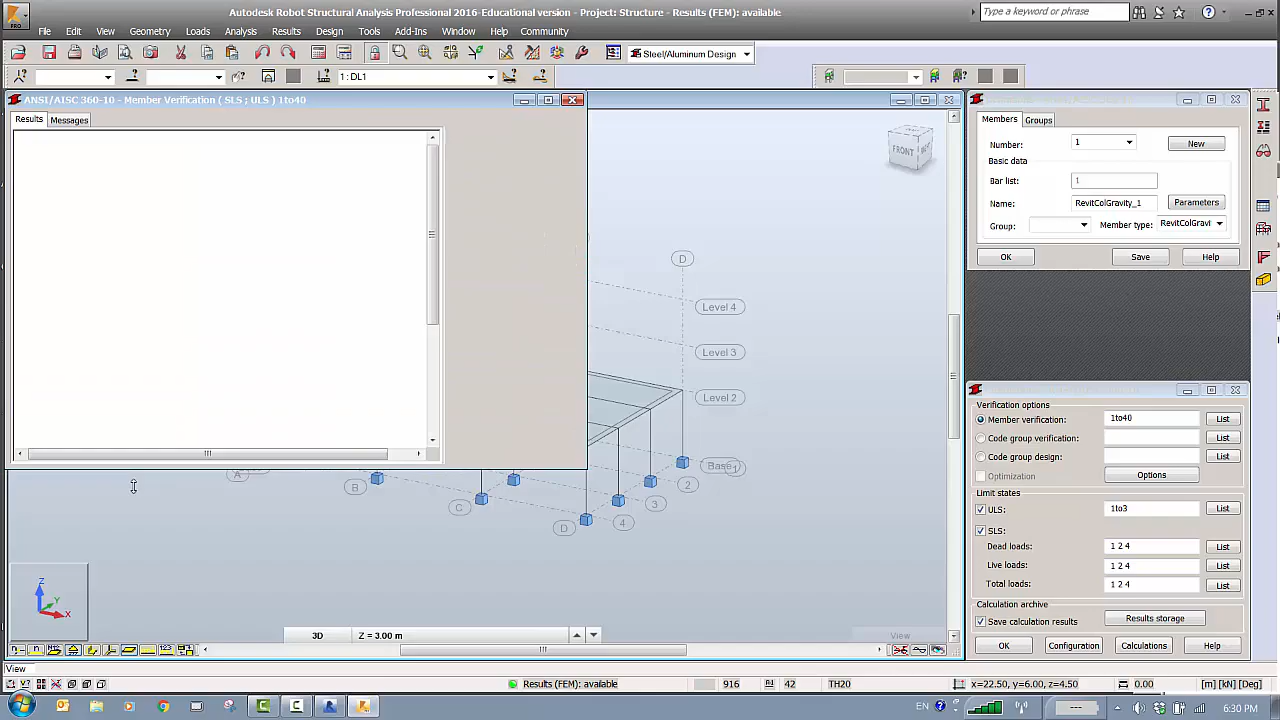 Autodesk Robot Structural Analysis Professional 2016-Educational version - Project: Structure - Results (FEM): available
Type a keyword or phrase
PRO
File Edit View Geometry Loads Analysis Results Design Tools Add-Ins Window Help Community
Steel/Aluminum Design
1: DL1
ANSI/AISC 360-10 - Member Verification ( SLS ; ULS ) 1to40
Results Messages
FRONT
D
Level 4
Level 3
Level 2
Base
1
A
B
2
C
3
D
4
Z
Y
X
3D
Z = 3.00 m
View
Members Groups
Number:
1
New
Basic data
Bar list:
1
Name:
RevitColGravity_1
Parameters
Group:
Member type:
RevitColGravi
OK Save Help
Verification options
Member verification:
1to40
List
Code group verification:
List
Code group design:
List
Optimization
Options
Limit states
ULS:
1to3
List
SLS:
Dead loads:
1 2 4
List
Live loads:
1 2 4
List
Total loads:
1 2 4
List
Calculation archive
Save calculation results
Results storage
OK Configuration Calculations Help
View
Results (FEM): available
916
42
TH20
x=22.50, y=6.00, z=4.50
0.00
[m] [kN] [Deg]
EN
6:30 PM